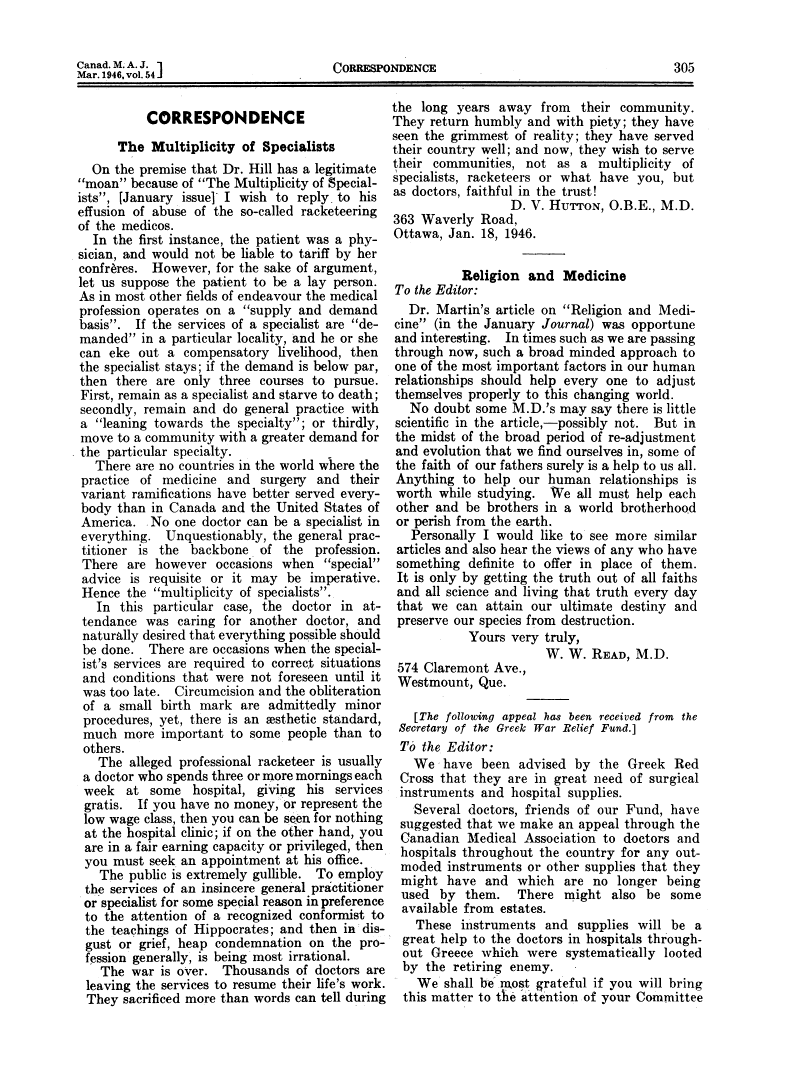 Canad. M. A. J.
Mar. 1946, vol. 54
CORRESPONDENCE
305
CORRESPONDENCE
The Multiplicity of Specialists
On the premise that Dr. Hill has a legitimate
“moan” because of “The Multiplicity of Special-
ists”, [January issue] I wish to reply to his
effusion of abuse of the so-called racketeering
of the medicos.
In the first instance, the patient was a phy-
sician, and would not be liable to tariff by her
confrères. However, for the sake of argument,
let us suppose the patient to be a lay person.
As in most other fields of endeavour the medical
profession operates on a “supply and demand
basis”. If the services of a specialist are “de-
manded” in a particular locality, and he or she
can eke out a compensatory livelihood, then
the specialist stays; if the demand is below par,
then there are only three courses to pursue.
First, remain as a specialist and starve to death;
secondly, remain and do general practice with
a “leaning towards the specialty”; or thirdly,
move to a community with a greater demand for
the particular specialty.
There are no countries in the world where the
practice of medicine and surgery and their
variant ramifications have better served every-
body than in Canada and the United States of
America. No one doctor can be a specialist in
everything. Unquestionably, the general prac-
titioner is the backbone of the profession.
There are however occasions when “special”
advice is requisite or it may be imperative.
Hence the “multiplicity of specialists”.
In this particular case, the doctor in at-
tendance was caring for another doctor, and
naturally desired that everything possible should
be done. There are occasions when the special-
ist’s services are required to correct situations
and conditions that were not foreseen until it
was too late. Circumcision and the obliteration
of a small birth mark are admittedly minor
procedures, yet, there is an æsthetic standard,
much more important to some people than to
others.
The alleged professional racketeer is usually
a doctor who spends three or more mornings each
week at some hospital, giving his services
gratis. If you have no money, or represent the
low wage class, then you can be seen for nothing
at the hospital clinic; if on the other hand, you
are in a fair earning capacity or privileged, then
you must seek an appointment at his office.
The public is extremely gullible. To employ
the services of an insincere general practitioner
or specialist for some special reason in preference
to the attention of a recognized conformist to
the teachings of Hippocrates; and then in dis-
gust or grief, heap condemnation on the pro-
fession generally, is being most irrational.
The war is over. Thousands of doctors are
leaving the services to resume their life’s work.
They sacrificed more than words can tell during
the long years away from their community.
They return humbly and with piety; they have
seen the grimmest of reality; they have served
their country well; and now, they wish to serve
their communities, not as a multiplicity of
specialists, racketeers or what have you, but
as doctors, faithful in the trust!
D. V. HUTTON, O.B.E., M.D.
363 Waverly Road,
Ottawa, Jan. 18, 1946.
Religion and Medicine
To the Editor:
Dr. Martin’s article on “Religion and Medi-
cine” (in the January Journal) was opportune
and interesting. In times such as we are passing
through now, such a broad minded approach to
one of the most important factors in our human
relationships should help every one to adjust
themselves properly to this changing world.
No doubt some M.D.’s may say there is little
scientific in the article,—possibly not. But in
the midst of the broad period of re-adjustment
and evolution that we find ourselves in, some of
the faith of our fathers surely is a help to us all.
Anything to help our human relationships is
worth while studying. We all must help each
other and be brothers in a world brotherhood
or perish from the earth.
Personally I would like to see more similar
articles and also hear the views of any who have
something definite to offer in place of them.
It is only by getting the truth out of all faiths
and all science and living that truth every day
that we can attain our ultimate destiny and
preserve our species from destruction.
Yours very truly,
W. W. READ, M.D.
574 Claremont Ave.,
Westmount, Que.
[The following appeal has been received from the
Secretary of the Greek War Relief Fund.]
To the Editor:
We have been advised by the Greek Red
Cross that they are in great need of surgical
instruments and hospital supplies.
Several doctors, friends of our Fund, have
suggested that we make an appeal through the
Canadian Medical Association to doctors and
hospitals throughout the country for any out-
moded instruments or other supplies that they
might have and which are no longer being
used by them. There might also be some
available from estates.
These instruments and supplies will be a
great help to the doctors in hospitals through-
out Greece which were systematically looted
by the retiring enemy.
We shall be most grateful if you will bring
this matter to the attention of your Committee